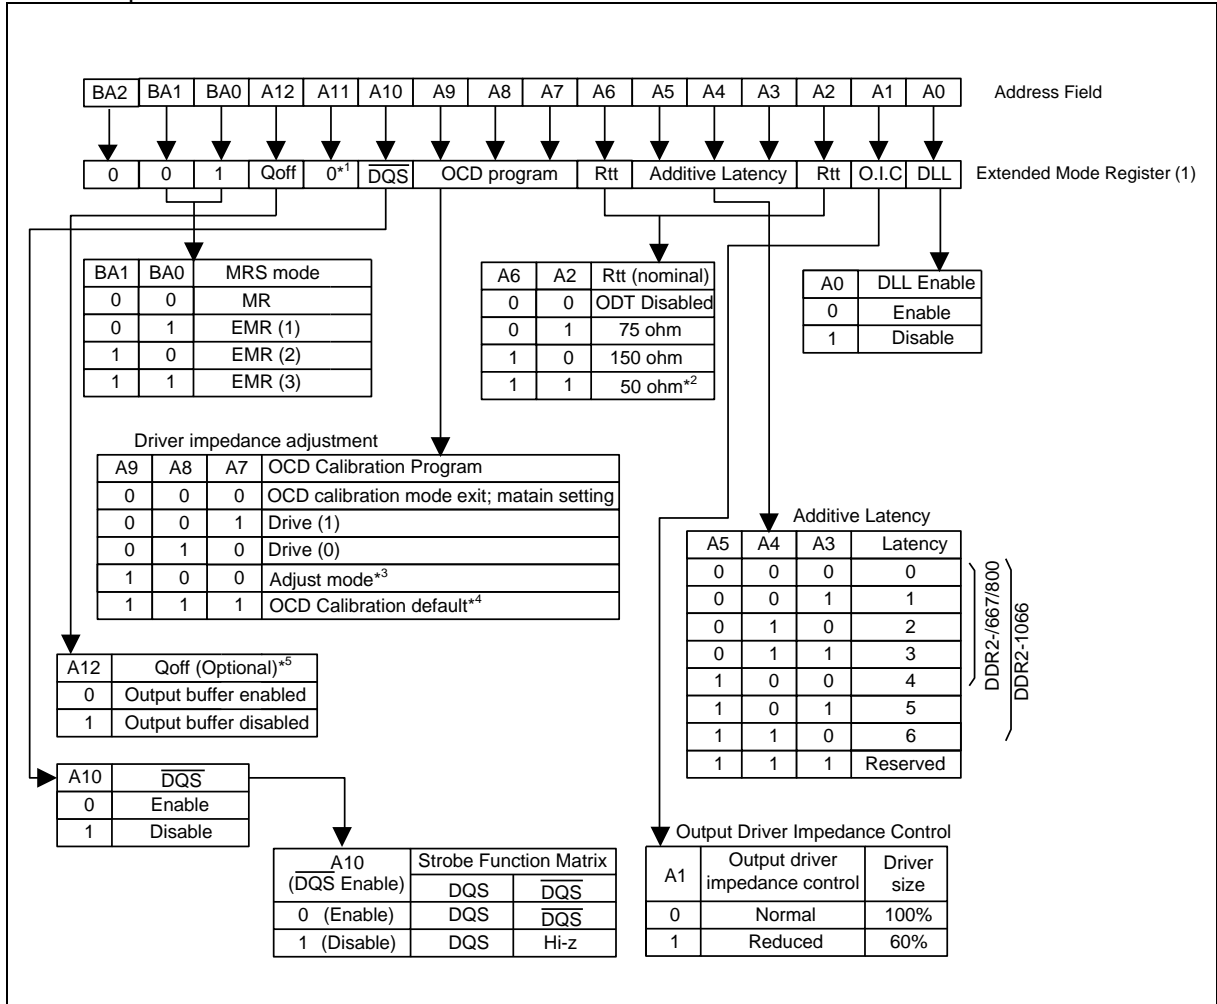 BA2 BA1 BA0 A12 A11 A10 A9 A8 A7 A6 A5 A4 A3 A2 A1 A0 Address Field
0 0 1 Qoff 0*1 DQS OCD program Rtt Additive Latency Rtt O.I.C DLL Extended Mode Register (1)
BA1 BA0 MRS mode
0 0 MR
0 1 EMR (1)
1 0 EMR (2)
1 1 EMR (3)
A6 A2 Rtt (nominal)
0 0 ODT Disabled
0 1 75 ohm
1 0 150 ohm
1 1 50 ohm*2
A0 DLL Enable
0 Enable
1 Disable
Driver impedance adjustment
A9 A8 A7 OCD Calibration Program
0 0 0 OCD calibration mode exit; matain setting
0 0 1 Drive (1)
0 1 0 Drive (0)
1 0 0 Adjust mode*3
1 1 1 OCD Calibration default*4
Additive Latency
A5 A4 A3 Latency
0 0 0 0
0 0 1 1
0 1 0 2
0 1 1 3
1 0 0 4
1 0 1 5
1 1 0 6
1 1 1 Reserved
DDR2-/667/800
DDR2-1066
A12 Qoff (Optional)*5
0 Output buffer enabled
1 Output buffer disabled
A10 DQS
0 Enable
1 Disable
A10 (DQS Enable) Strobe Function Matrix
DQS DQS
0 (Enable) DQS DQS
1 (Disable) DQS Hi-z
Output Driver Impedance Control
A1 Output driver impedance control Driver size
0 Normal 100%
1 Reduced 60%